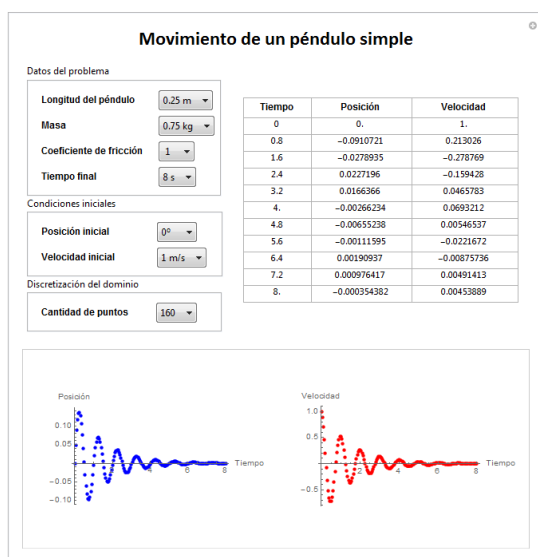 Movimiento de un péndulo simple
Datos del problema
Longitud del péndulo 0.25 m
Masa 0.75 kg
Coeficiente de fricción 1
Tiempo final 8 s
Condiciones iniciales
Posición inicial 0°
Velocidad inicial 1 m/s
Discretización del dominio
Cantidad de puntos 160
Tiempo Posición Velocidad
0 0. 1.
0.8 −0.0910721 0.213026
1.6 −0.0278935 −0.278769
2.4 0.0227196 −0.159428
3.2 0.0166366 0.0465783
4. −0.00266234 0.0693212
4.8 −0.00655238 0.00546537
5.6 −0.00111595 −0.0221672
6.4 0.00190937 −0.00875736
7.2 0.000976417 0.00491413
8. −0.000354382 0.00453889
Posición
0.10
0.05
−0.05
−0.10
4
8
Tiempo
Velocidad
1.0
0.5
−0.5
2
4
6
8
Tiempo